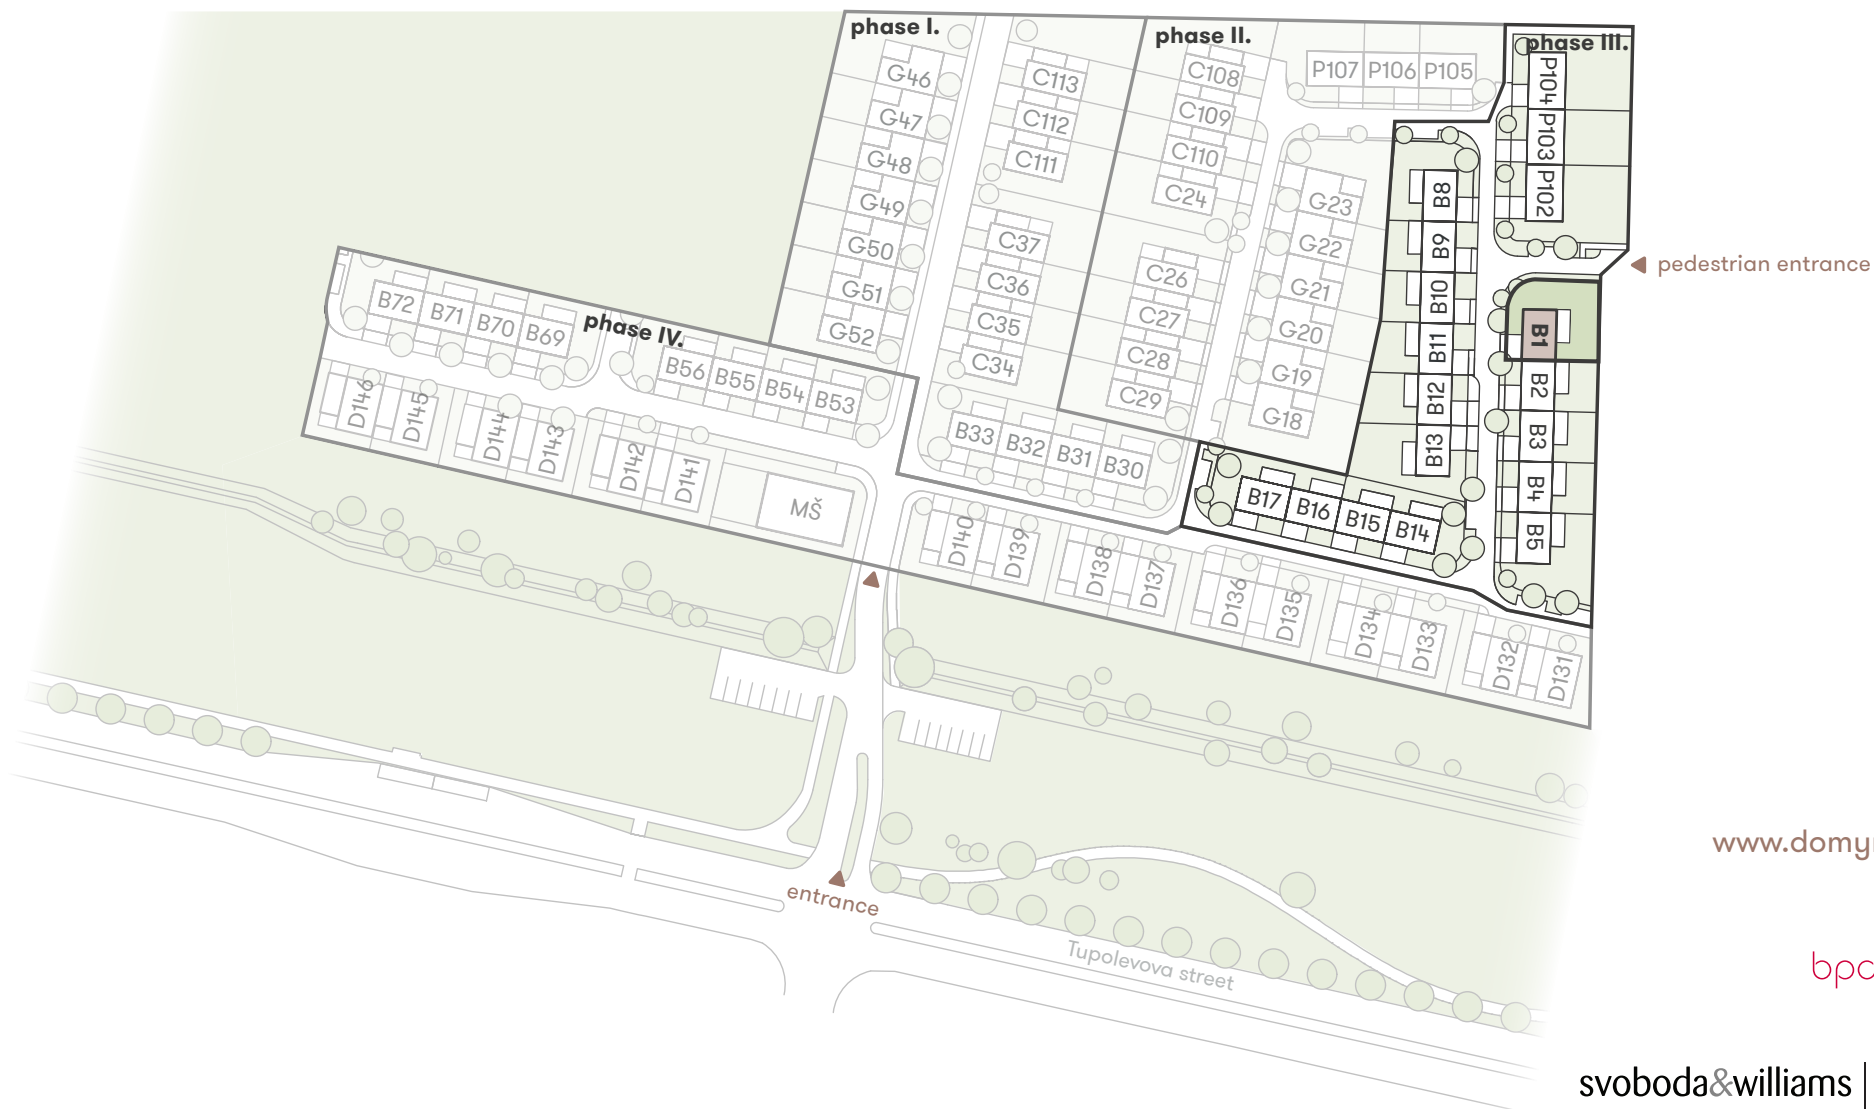 phase I.
phase II.
phase III.
G46
G47
G48
G49
G50
G51
G52
C113
C112
C111
C37
C36
C35
C34
C108
C109
C110
C24
C26
C27
C28
C29
P107
P106
P105
P104
P103
P102
G23
G22
G21
G20
G19
G18
B8
B9
B10
B11
B12
B13
pedestrian entrance
B1
B2
B3
B4
B5
B72
B71
B70
B69
phase IV.
B56
B55
B54
B53
B33
B32
B31
B30
B17
B16
B15
B14
D146
D145
D144
D143
D142
D141
MŠ
D140
D139
D138
D137
D136
D135
D134
D133
D132
D131
entrance
Tupolevova street
svoboda&williams